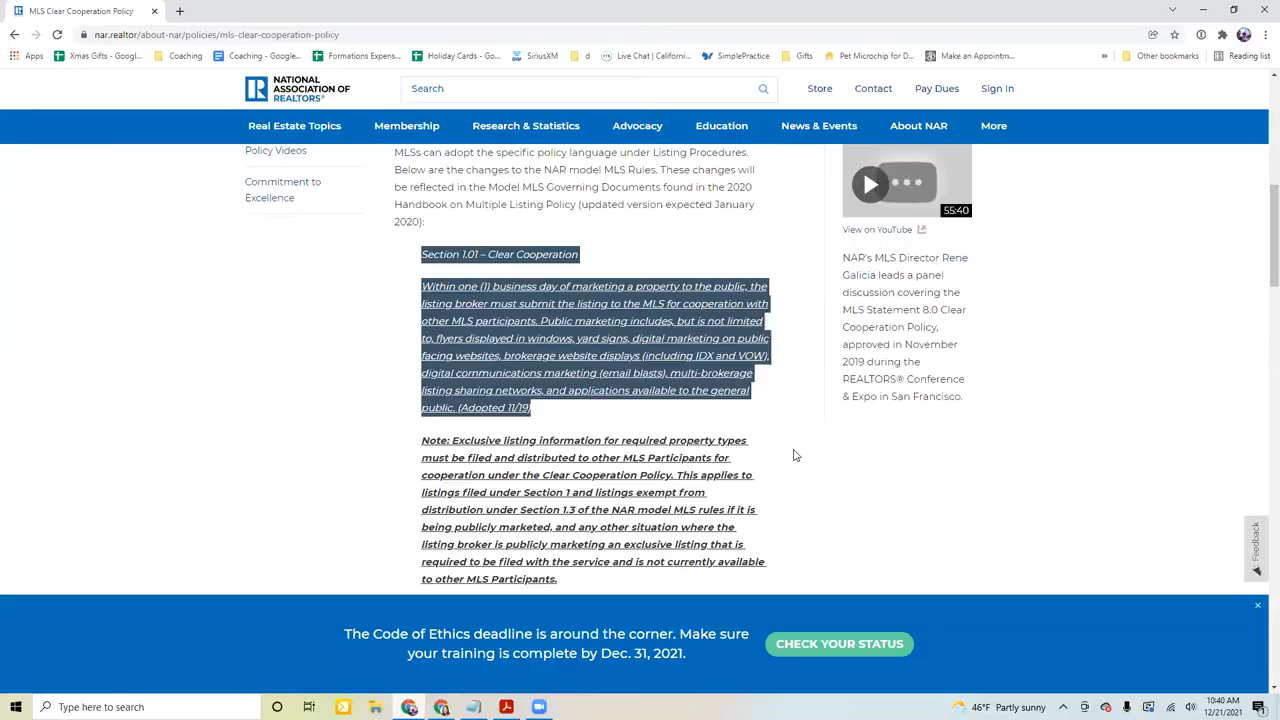 MLS Clear Cooperation Policy
nar.realtor/about-nar/policies/mls-clear-cooperation-policy
Apps
Xmas Gifts - Googl...
Coaching
Coaching - Google...
Formations Expens...
Holiday Cards - Go...
SiriusXM
d
Live Chat | Californi...
SimplePractice
Gifts
Pet Microchip for D...
Make an Appointm...
»
Other bookmarks
Reading list
NATIONAL
ASSOCIATION OF
REALTORS®
Search
Store
Contact
Pay Dues
Sign In
Real Estate Topics
Membership
Research & Statistics
Advocacy
Education
News & Events
About NAR
More
Policy Videos
Commitment to
Excellence
MLSs can adopt the specific policy language under Listing Procedures.
Below are the changes to the NAR model MLS Rules. These changes will
be reflected in the Model MLS Governing Documents found in the 2020
Handbook on Multiple Listing Policy (updated version expected January
2020):
Section 1.01 – Clear Cooperation
Within one (1) business day of marketing a property to the public, the
listing broker must submit the listing to the MLS for cooperation with
other MLS participants. Public marketing includes, but is not limited
to, flyers displayed in windows, yard signs, digital marketing on public
facing websites, brokerage website displays (including IDX and VOW),
digital communications marketing (email blasts), multi-brokerage
listing sharing networks, and applications available to the general
public. (Adopted 11/19)
Note: Exclusive listing information for required property types
must be filed and distributed to other MLS Participants for
cooperation under the Clear Cooperation Policy. This applies to
listings filed under Section 1 and listings exempt from
distribution under Section 1.3 of the NAR model MLS rules if it is
being publicly marketed, and any other situation where the
listing broker is publicly marketing an exclusive listing that is
required to be filed with the service and is not currently available
to other MLS Participants.
55:40
View on YouTube
NAR's MLS Director Rene
Galicia leads a panel
discussion covering the
MLS Statement 8.0 Clear
Cooperation Policy,
approved in November
2019 during the
REALTORS® Conference
& Expo in San Francisco.
Feedback
The Code of Ethics deadline is around the corner. Make sure
your training is complete by Dec. 31, 2021.
CHECK YOUR STATUS
Type here to search
46°F Partly sunny
10:40 AM
12/21/2021